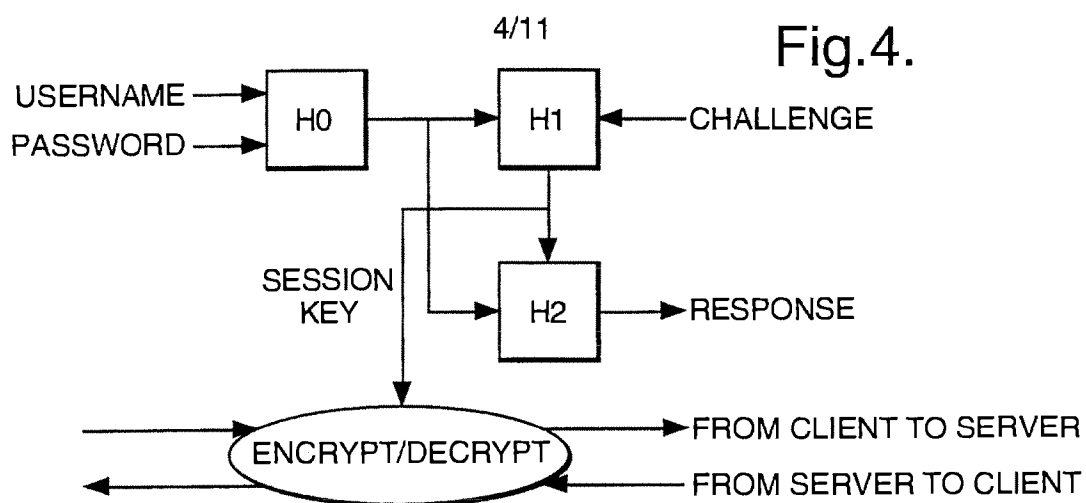 4/11
Fig.4.
USERNAME
PASSWORD
H0
H1
CHALLENGE
SESSION
KEY
H2
RESPONSE
ENCRYPT/DECRYPT
FROM CLIENT TO SERVER
FROM SERVER TO CLIENT